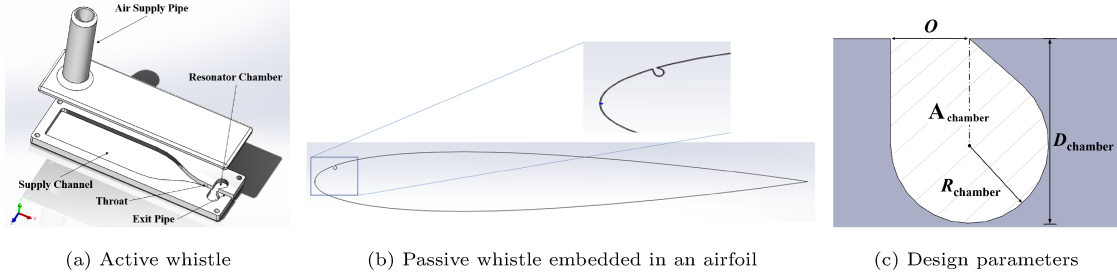 Air Supply Pipe
Resonator Chamber
Supply Channel
Throat
Exit Pipe
(a) Active whistle
(b) Passive whistle embedded in an airfoil
O
A chamber
D chamber
R chamber
(c) Design parameters